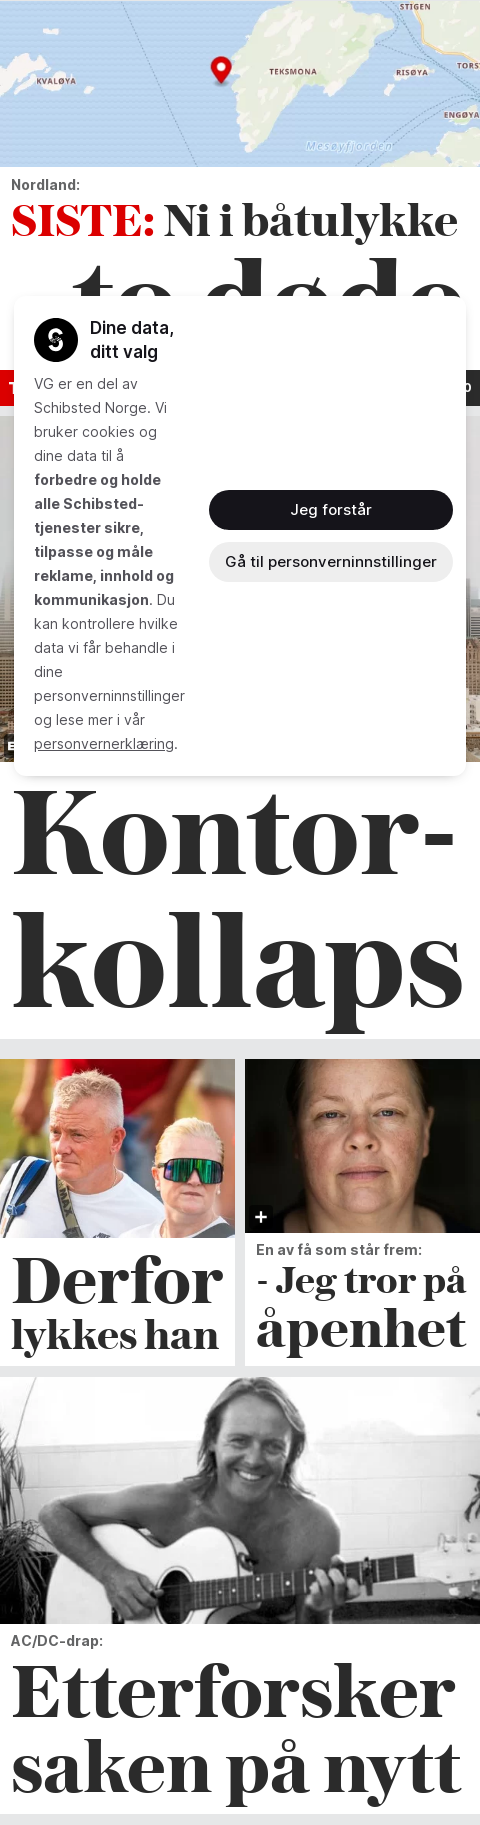 STIGEN
TEKSMONA
RISØYA
KVALØYA
ENGØYA
Mesøyfjorden
Nordland:
SISTE: Ni i båtulykke
to døde
Dine data,
ditt valg
VG er en del av
Schibsted Norge. Vi
bruker cookies og
dine data til å
forbedre og holde
alle Schibsted-
tjenester sikre,
tilpasse og måle
reklame, innhold og
kommunikasjon. Du
kan kontrollere hvilke
data vi får behandle i
dine
personverninnstillinger
og lese mer i vår
personvernerklæring.
Jeg forstår
Gå til personverninnstillinger
Kontor-
kollaps
Derfor
lykkes han
En av få som står frem:
- Jeg tror på
åpenhet
AC/DC-drap:
Etterforsker
saken på nytt